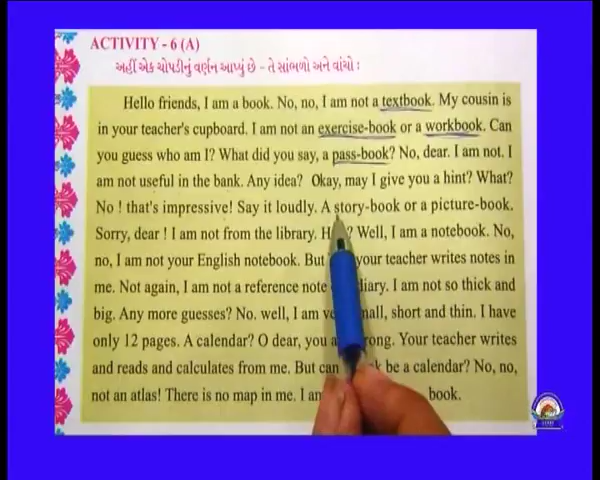 ACTIVITY - 6 (A)
અહીં એક ચોપડીનું વર્ણન આપ્યું છે - તે સાંભળો અને વાંચો :
Hello friends, I am a book. No, no, I am not a textbook. My cousin is
in your teacher's cupboard. I am not an exercise-book or a workbook. Can
you guess who am I? What did you say, a pass-book? No, dear. I am not. I
am not useful in the bank. Any idea? Okay, may I give you a hint? What?
No ! that's impressive! Say it loudly. A story-book or a picture-book.
Sorry, dear ! I am not from the library. Well, I am a notebook. No,
no, I am not your English notebook. But your teacher writes notes in
me. Not again, I am not a reference note diary. I am not so thick and
big. Any more guesses? No. well, I am small, short and thin. I have
only 12 pages. A calendar? O dear, you Your teacher writes
and reads and calculates from me. But can be a calendar? No, no,
not an atlas! There is no map in me. I book.